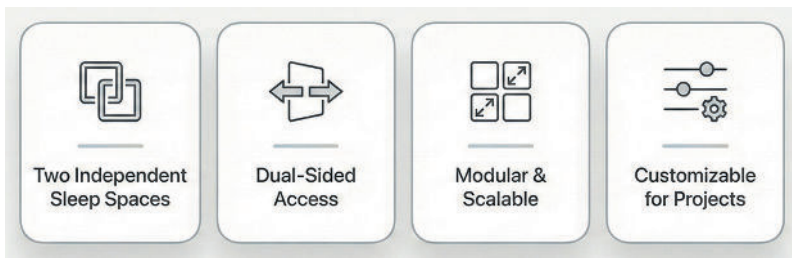 Two Independent
Sleep Spaces
Dual-Sided
Access
Modular &
Scalable
Customizable
for Projects